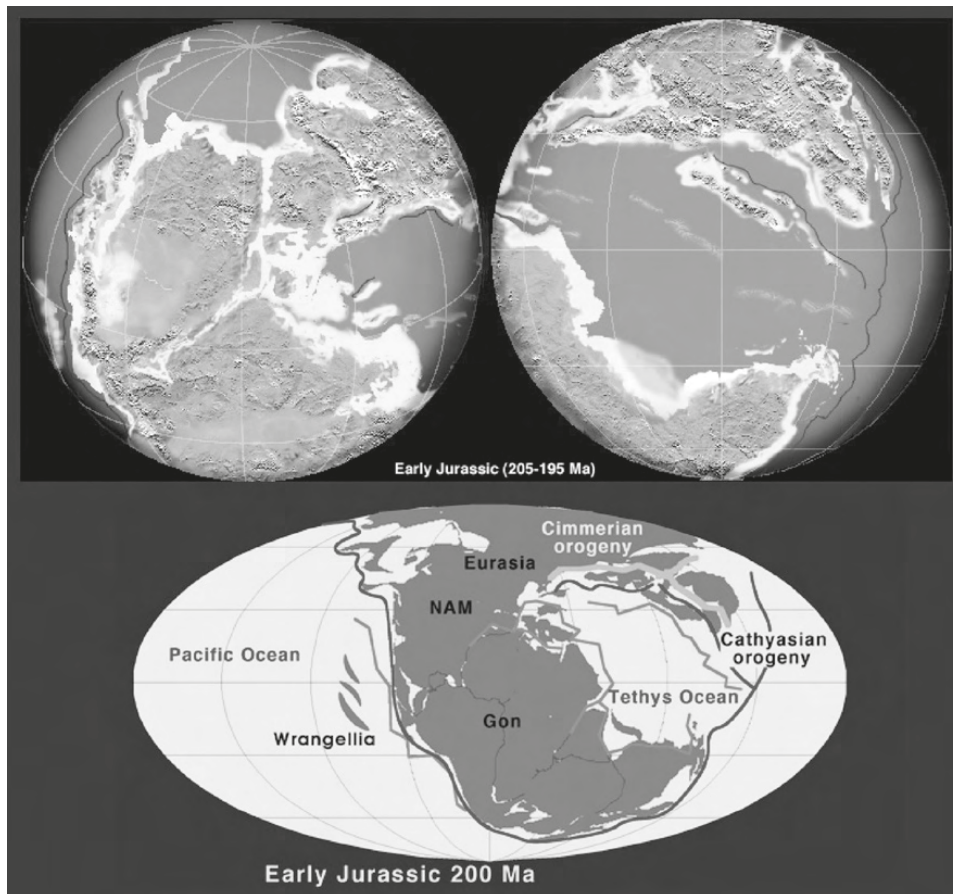 Early Jurassic (205-195 Ma)
Cimmerian
orogeny
Eurasia
NAM
Cathyasian
orogeny
Pacific Ocean
Tethys Ocean
Gon
Wrangellia
Early Jurassic 200 Ma